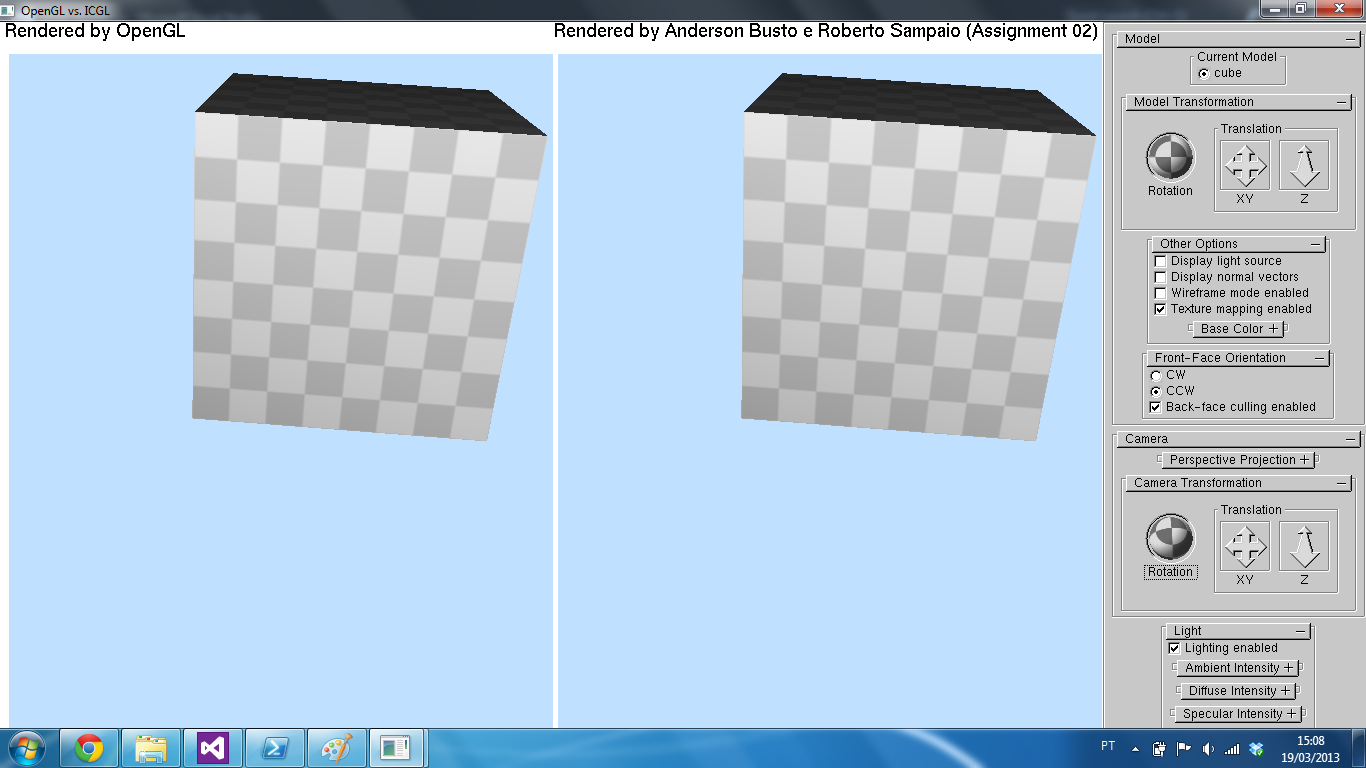 OpenGL vs. ICGL
Rendered by OpenGL
Rendered by Anderson Busto e Roberto Sampaio (Assignment 02)
Model
Current Model
cube
Model Transformation
Rotation
Translation
XY
Z
Other Options
Display light source
Display normal vectors
Wireframe mode enabled
Texture mapping enabled
Base Color +
Front-Face Orientation
CW
CCW
Back-face culling enabled
Camera
Perspective Projection +
Camera Transformation
Rotation
Translation
XY
Z
Light
Lighting enabled
Ambient Intensity +
Diffuse Intensity +
Specular Intensity +
PT
15:08
19/03/2013